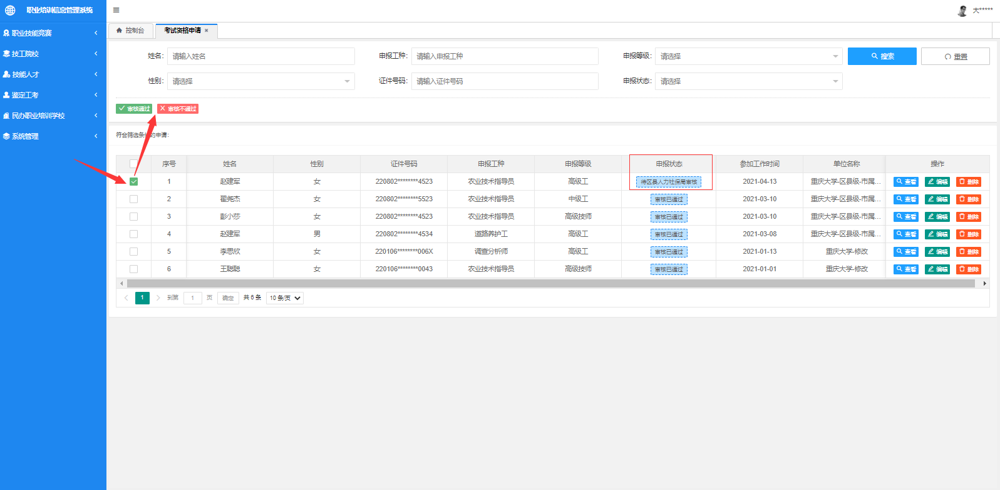 职业培训信息管理系统
大*****
职业技能竞赛
技工院校
技能人才
鉴定工考
民办职业培训学校
系统管理
控制台 考试资格申请
姓名: 请输入姓名 申报工种: 请输入申报工种 申报等级: 请选择 搜索 重置
性别: 请选择 证件号码: 请输入证件号码 申报状态: 请选择
审核通过 审核不通过
符合筛选条件的申请:
序号 姓名 性别 证件号码 申报工种 申报等级 申报状态 参加工作时间 单位名称 操作
1 赵建军 女 220802********4523 农业技术指导员 高级工 待区县人力社保局审核 2021-04-13 重庆大学-区县级-市属... 查看 编辑 删除
2 翟尧杰 女 220802********5523 农业技术指导员 中级工 审核已通过 2021-03-10 重庆大学-区县级-市属... 查看 编辑 删除
3 彭小莎 女 220802********4523 农业技术指导员 高级技师 审核已通过 2021-03-10 重庆大学-区县级-市属... 查看 编辑 删除
4 赵建军 男 220802********4534 道路养护工 高级工 审核已通过 2021-03-08 重庆大学-区县级-市属... 查看 编辑 删除
5 李思欣 女 220106********006X 调查分析师 高级工 审核已通过 2021-01-13 重庆大学-修改 查看 编辑 删除
6 王聪聪 女 220106********0043 农业技术指导员 高级技师 审核已通过 2021-01-01 重庆大学-修改 查看 编辑 删除
1 到第 1 页 确定 共 6 条 10 条/页